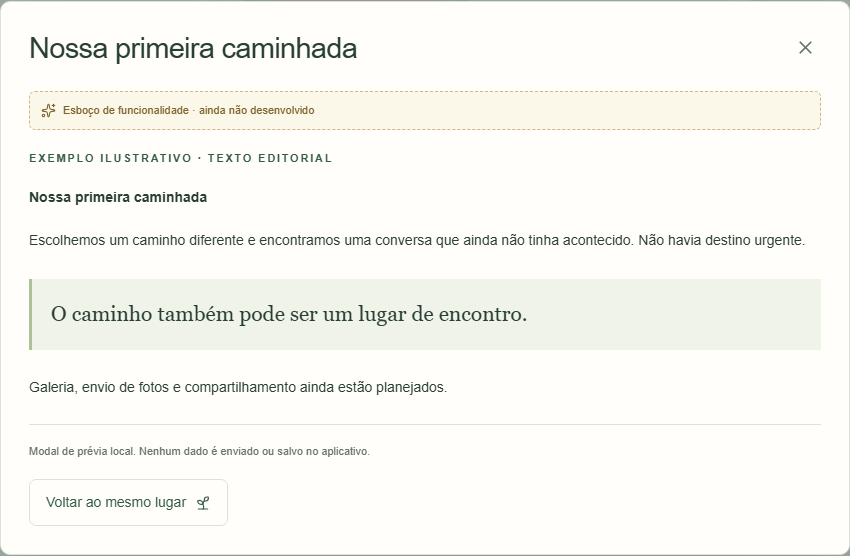 Nossa primeira caminhada
Esboço de funcionalidade · ainda não desenvolvido
EXEMPLO ILUSTRATIVO · TEXTO EDITORIAL
Nossa primeira caminhada
Escolhemos um caminho diferente e encontramos uma conversa que ainda não tinha acontecido. Não havia destino urgente.
O caminho também pode ser um lugar de encontro.
Galeria, envio de fotos e compartilhamento ainda estão planejados.
Modal de prévia local. Nenhum dado é enviado ou salvo no aplicativo.
Voltar ao mesmo lugar